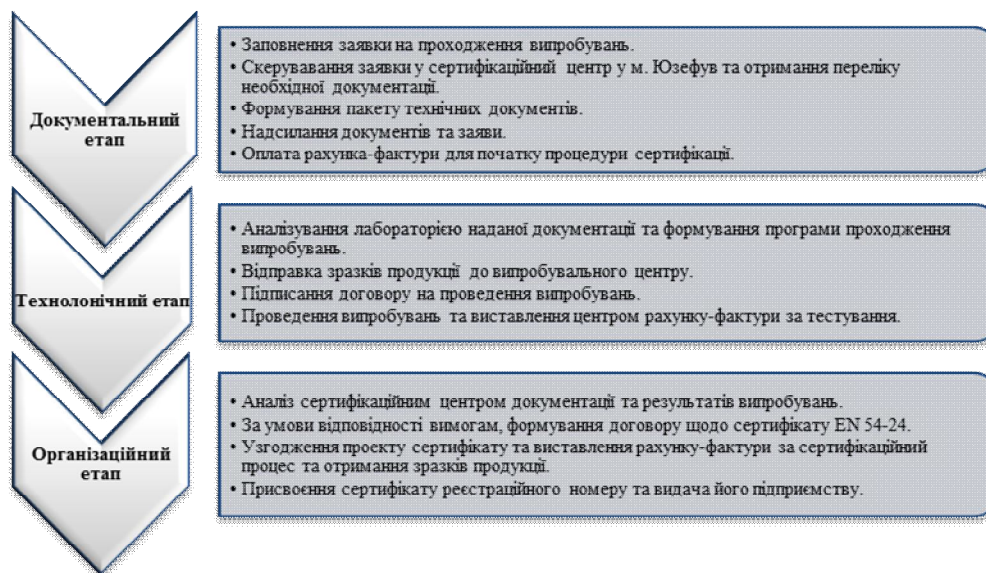 Документальний
етап
• Заповнення заявки на проходження випробувань.
• Скерувавання заявки у сертифікаційний центр у м. Юзефув та отримання переліку
необхідної документації.
• Формування пакету технічних документів.
• Надсилання документів та заяви.
• Оплата рахунка-фактури для початку процедури сертифікації.
Технолонічний етап
• Аналізування лабораторією наданої документації та формування програми проходження
випробувань.
• Відправка зразків продукції до випробувального центру.
• Підписання договору на проведення випробувань.
• Проведення випробувань та виставлення центром рахунку-фактури за тестування.
Організаційний
етап
• Аналіз сертифікаційним центром документації та результатів випробувань.
• За умови відповідності вимогам, формування договору щодо сертифікату EN 54-24.
• Узгодження проекту сертифікату та виставлення рахунку-фактури за сертифікаційний
процес та отримання зразків продукції.
• Присвоєння сертифікату реєстраційного номеру та видача його підприємству.